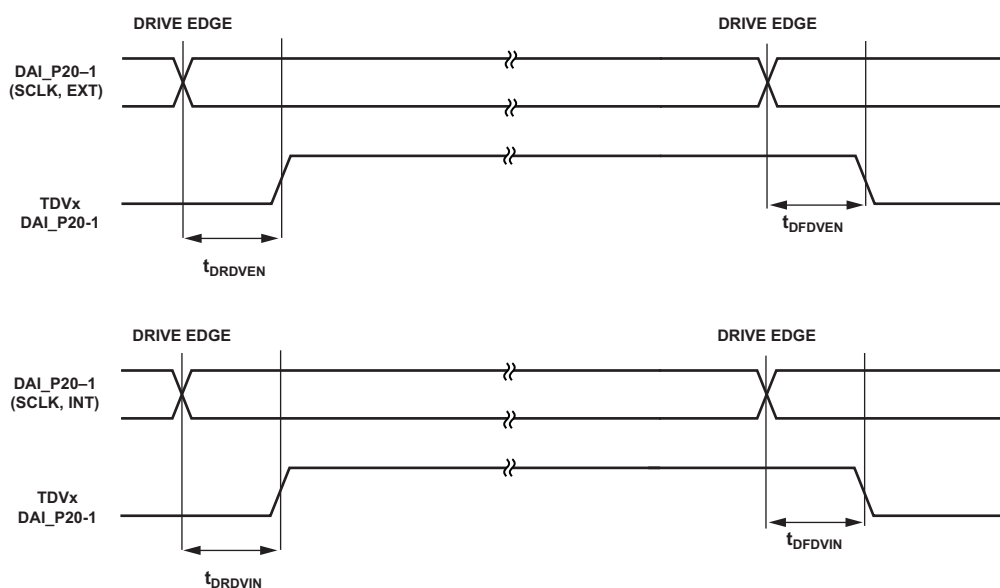 DRIVE EDGE DRIVE EDGE
DAI_P20–1
(SCLK, EXT)
TDVx
DAI_P20-1
tDFDVEN
tDRDVEN
DRIVE EDGE DRIVE EDGE
DAI_P20–1
(SCLK, INT)
TDVx
DAI_P20-1
tDFDVIN
tDRDVIN